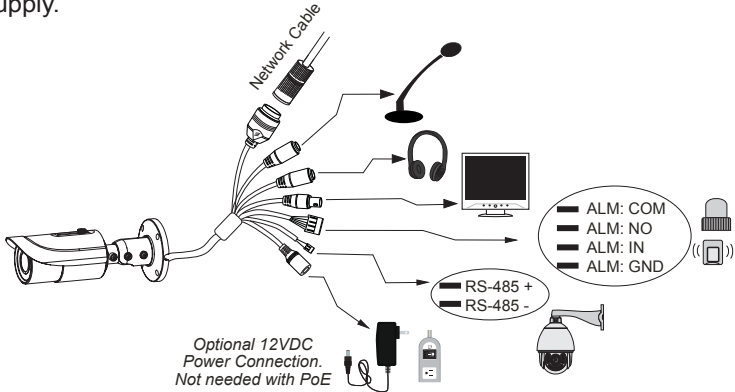 upply.
Network Cable
ALM: COM
ALM: NO
ALM: IN
ALM: GND
RS-485 +
RS-485 -
Optional 12VDC
Power Connection.
Not needed with PoE